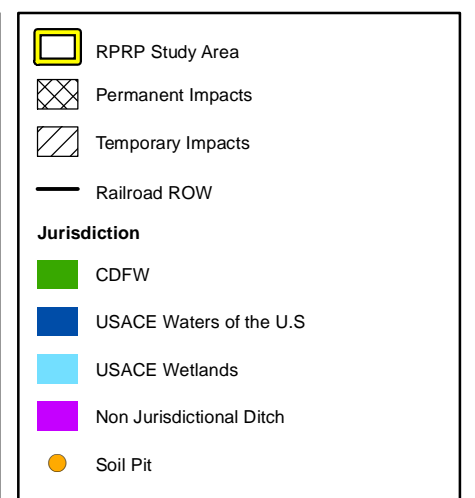 RPRP Study Area
Permanent Impacts
Temporary Impacts
Railroad ROW
Jurisdiction
CDFW
USACE Waters of the U.S
USACE Wetlands
Non Jurisdictional Ditch
Soil Pit